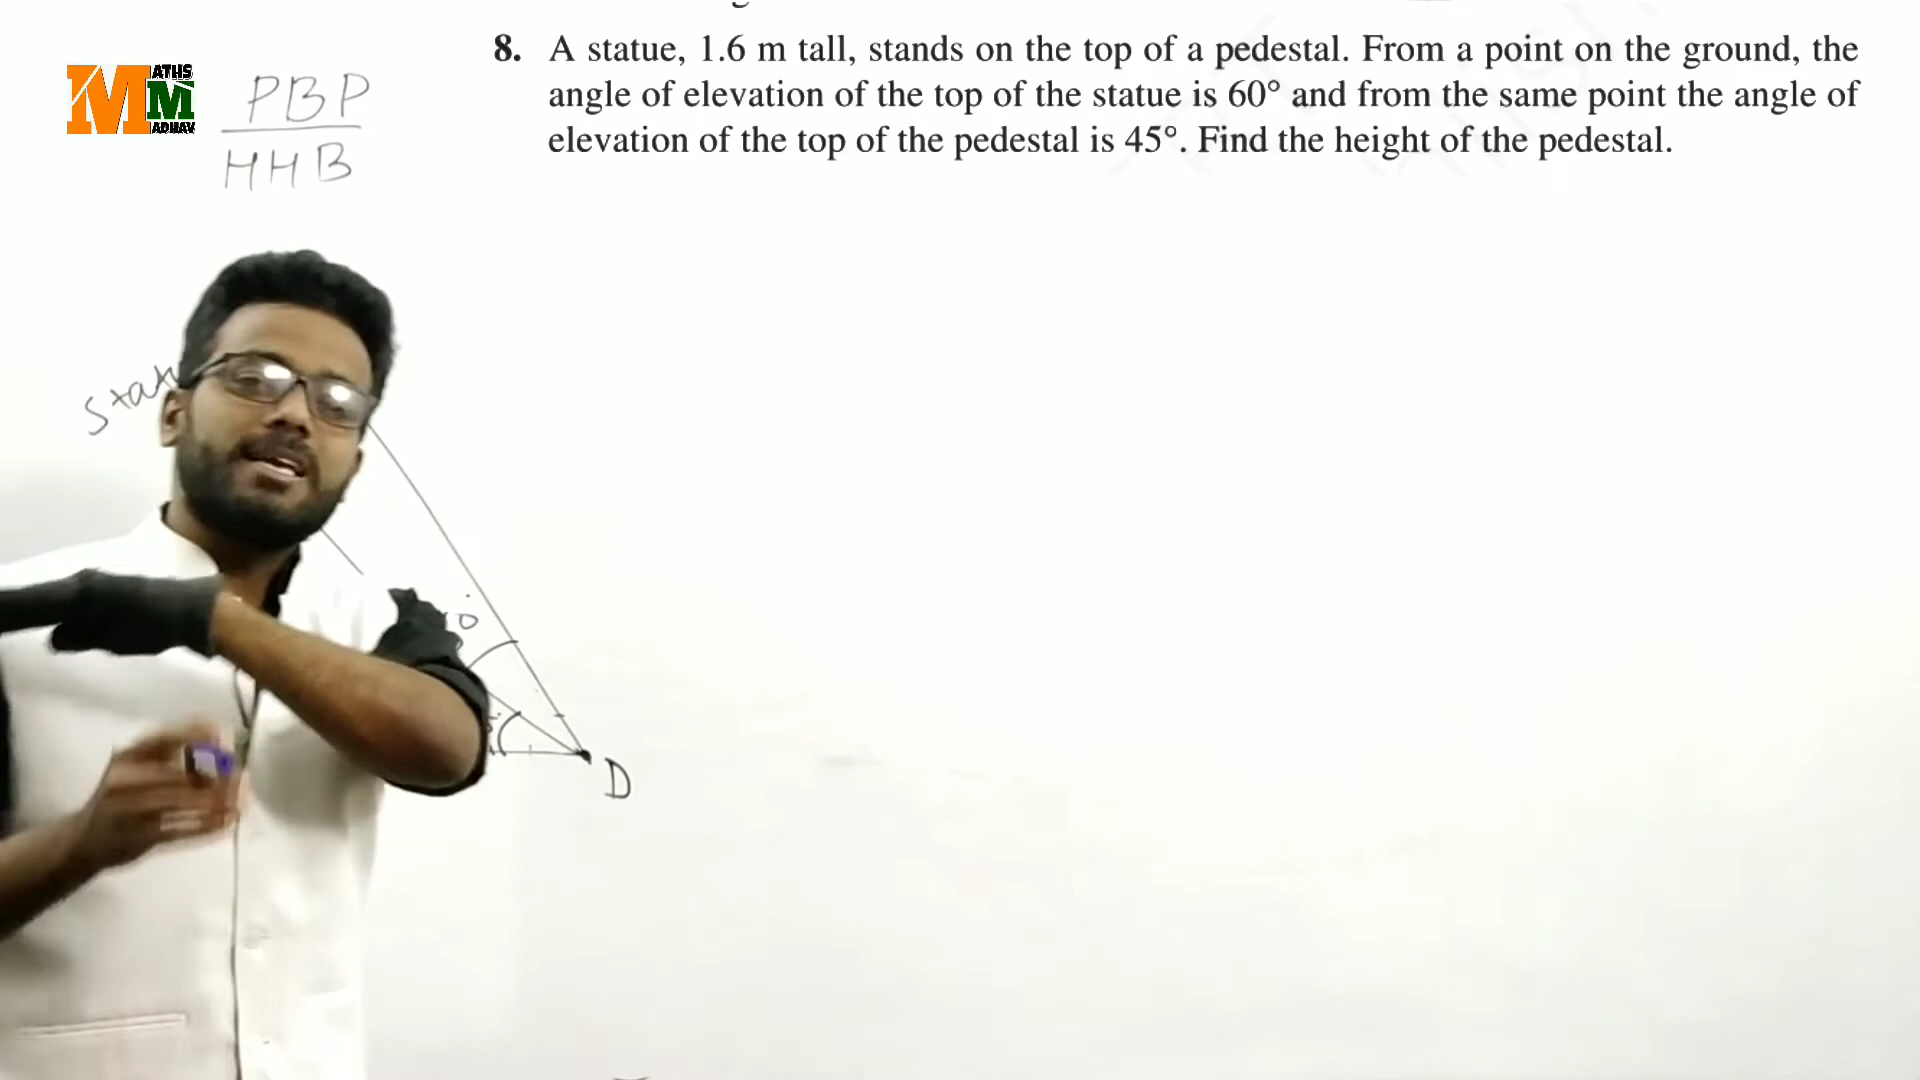 8. A statue, 1.6 m tall, stands on the top of a pedestal. From a point on the ground, the
angle of elevation of the top of the statue is 60° and from the same point the angle of
elevation of the top of the pedestal is 45°. Find the height of the pedestal.
MATHS
MADHAV
PBP
HHB
D